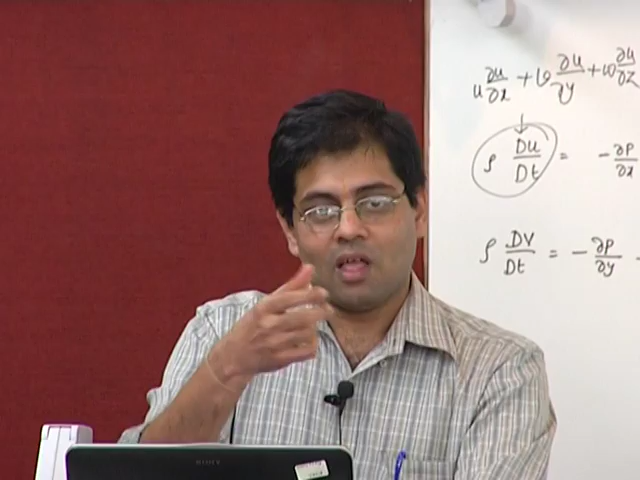 u ∂u/∂x + v ∂u/∂y + w ∂u/∂z
ρ Du/Dt = - ∂P/∂x
ρ DV/Dt = - ∂P/∂y -